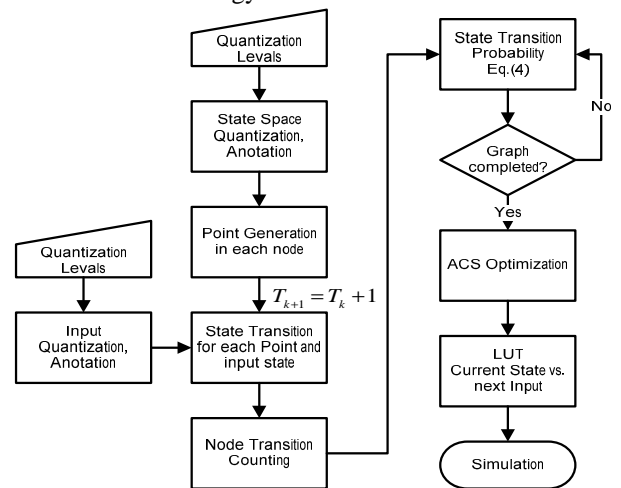 Quantization
Levals
State Space
Quantization,
Anotation
Point Generation
in each node
T_{k+1} = T_k + 1
Quantization
Levals
Input
Quantization,
Anotation
State Transition
for each Point and
input state
Node Transition
Counting
State Transition
Probability
Eq.(4)
No
Graph
completed?
Yes
ACS Optimization
LUT
Current State vs.
next Input
Simulation